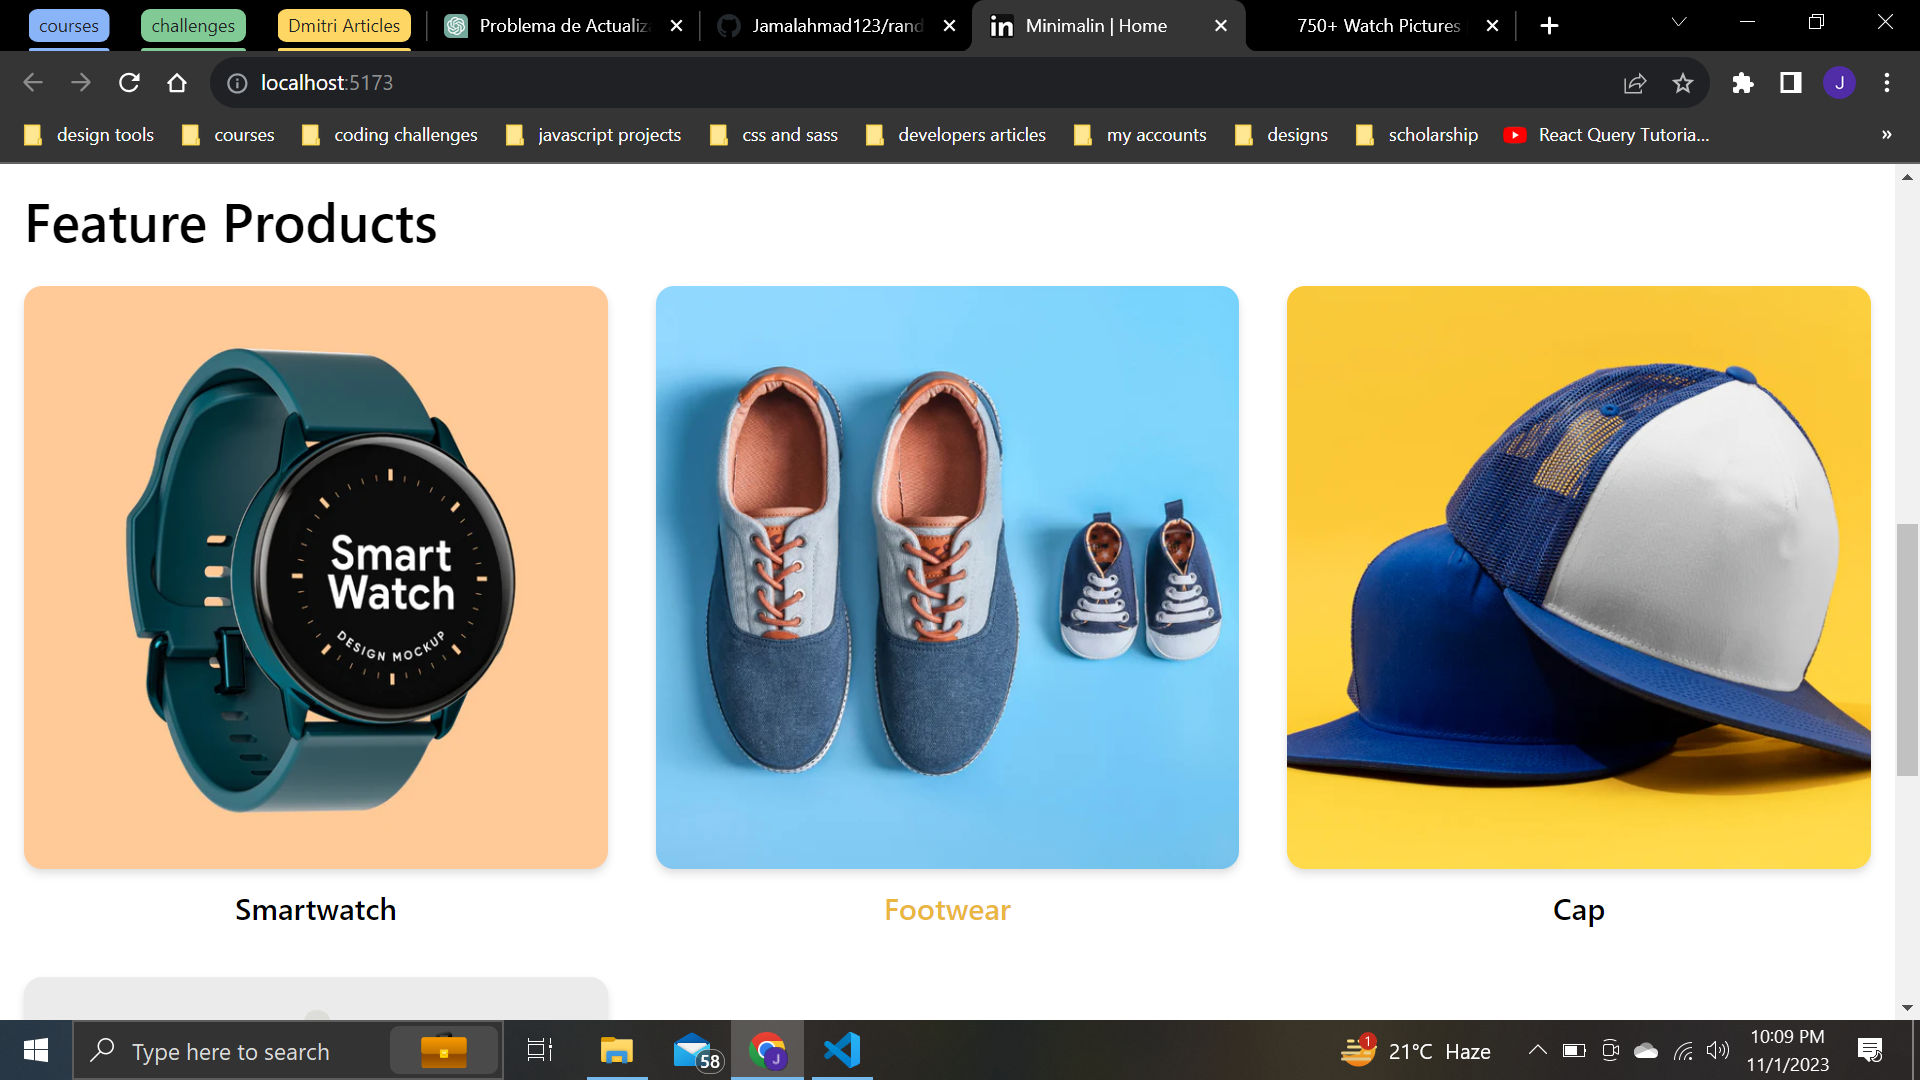 courses
challenges
Dmitri Articles
Problema de Actualiz
Jamalahmad123/rand
in
Minimalin | Home
750+ Watch Pictures
localhost:5173
J
design tools
courses
coding challenges
javascript projects
css and sass
developers articles
my accounts
designs
scholarship
React Query Tutoria...
»
Feature Products
Smart
Watch
DESIGN MOCKUP
Smartwatch
Footwear
Cap
Type here to search
58
J
1
21°C Haze
10:09 PM
11/1/2023